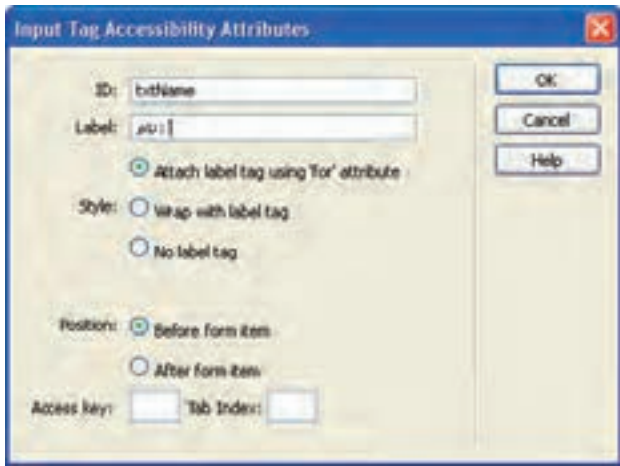 Input Tag Accessibility Attributes
ID: txtName
OK
Label:
Cancel
Attach label tag using 'for' attribute
Help
Style: Wrap with label tag
No label tag
Position: Before form item
After form item
Access key: Tab Index: